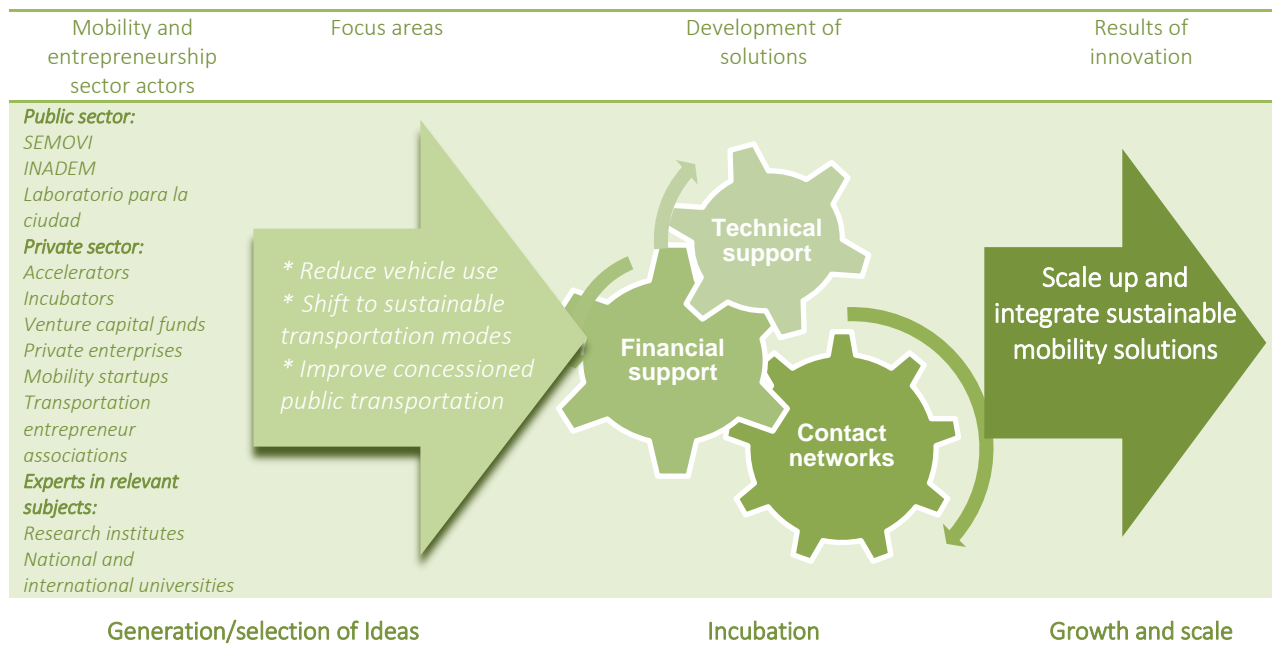 Mobility and
entrepreneurship
sector actors
Focus areas
Development of
solutions
Results of
innovation
Public sector:
SEMOVI
INADEM
Laboratorio para la
ciudad
Private sector:
Accelerators
Incubators
Venture capital funds
Private enterprises
Mobility startups
Transportation
entrepreneur
associations
Experts in relevant
subjects:
Research institutes
National and
international universities
* Reduce vehicle use
* Shift to sustainable
transportation modes
* Improve concessioned
public transportation
Technical
support
Financial
support
Contact
networks
Scale up and
integrate sustainable
mobility solutions
Generation/selection of Ideas
Incubation
Growth and scale